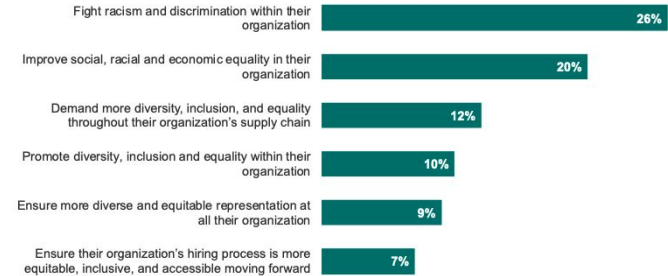 Fight racism and discrimination within their
organization
26%
Improve social, racial and economic equality in their
organization
20%
Demand more diversity, inclusion, and equality
throughout their organization's supply chain
12%
Promote diversity, inclusion and equality within their
organization
10%
Ensure more diverse and equitable representation at
all their organization
9%
Ensure their organization's hiring process is more
equitable, inclusive, and accessible moving forward
7%